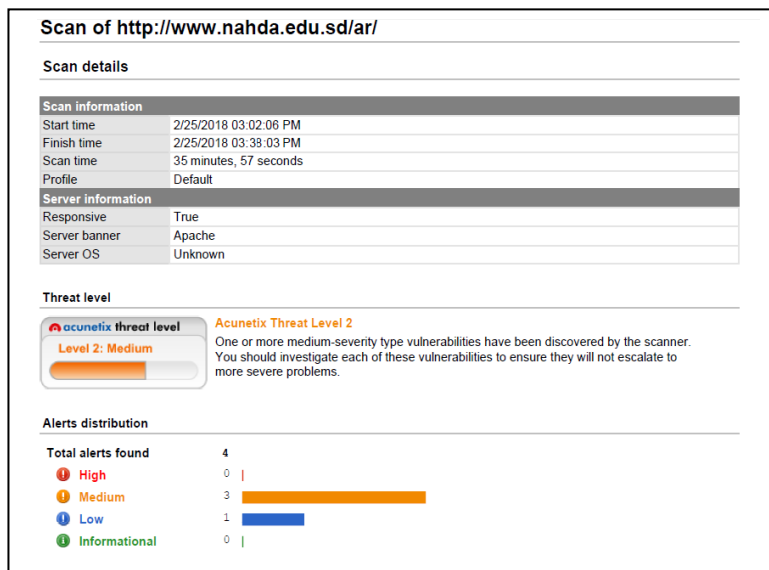 Scan of http://www.nahda.edu.sd/ar/
Scan details
Scan information
Start time 2/25/2018 03:02:06 PM
Finish time 2/25/2018 03:38:03 PM
Scan time 35 minutes, 57 seconds
Profile Default
Server information
Responsive True
Server banner Apache
Server OS Unknown
Threat level
acunetix threat level
Level 2: Medium
Acunetix Threat Level 2
One or more medium-severity type vulnerabilities have been discovered by the scanner.
You should investigate each of these vulnerabilities to ensure they will not escalate to
more severe problems.
Alerts distribution
Total alerts found 4
High 0
Medium 3
Low 1
Informational 0